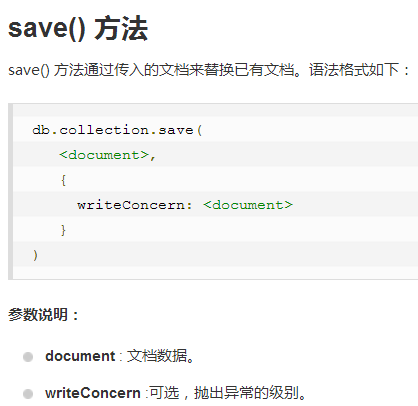 save() 方法
save() 方法通过传入的文档来替换已有文档。语法格式如下：
db.collection.save(
   <document>,
   {
     writeConcern: <document>
   }
)
参数说明：
document : 文档数据。
writeConcern :可选，抛出异常的级别。